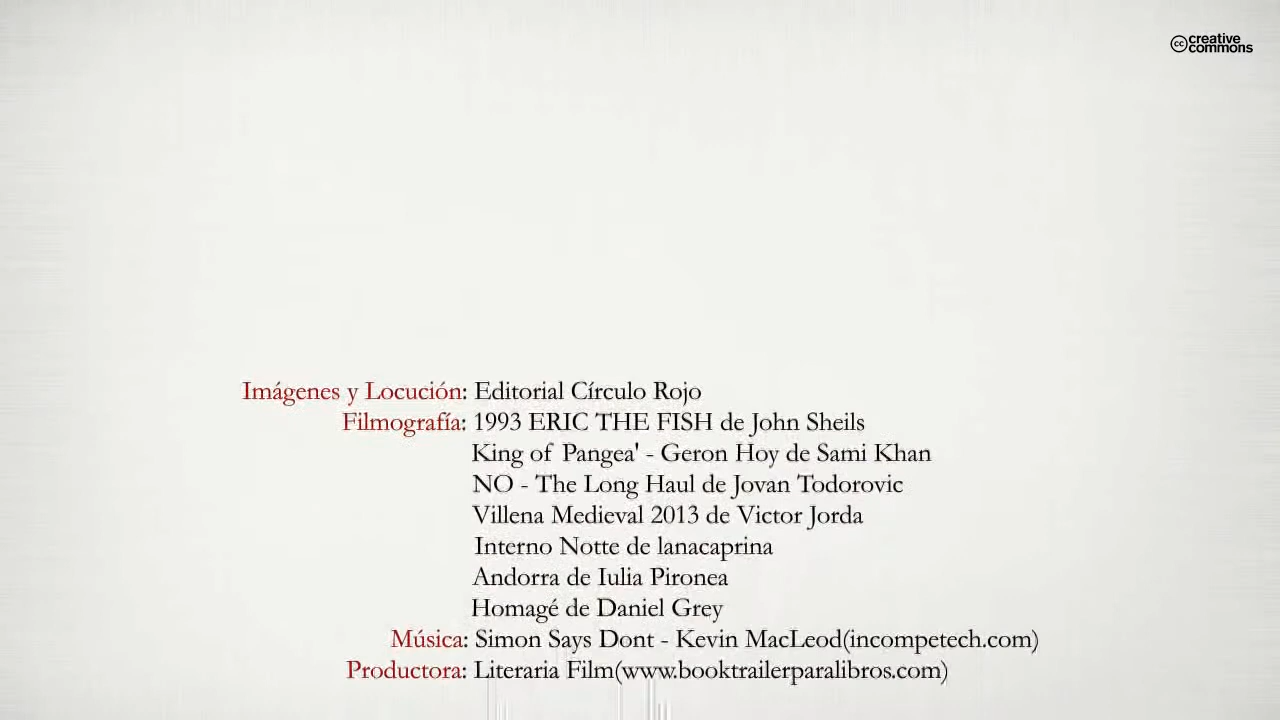 creative
commons
Imágenes y Locución: Editorial Círculo Rojo
Filmografía: 1993 ERIC THE FISH de John Sheils
King of Pangea' - Geron Hoy de Sami Khan
NO - The Long Haul de Jovan Todorovic
Villena Medieval 2013 de Victor Jorda
Interno Notte de lanacaprina
Andorra de Iulia Pironea
Homagé de Daniel Grey
Música: Simon Says Dont - Kevin MacLeod(incompetech.com)
Productora: Literaria Film(www.booktrailerparalibros.com)